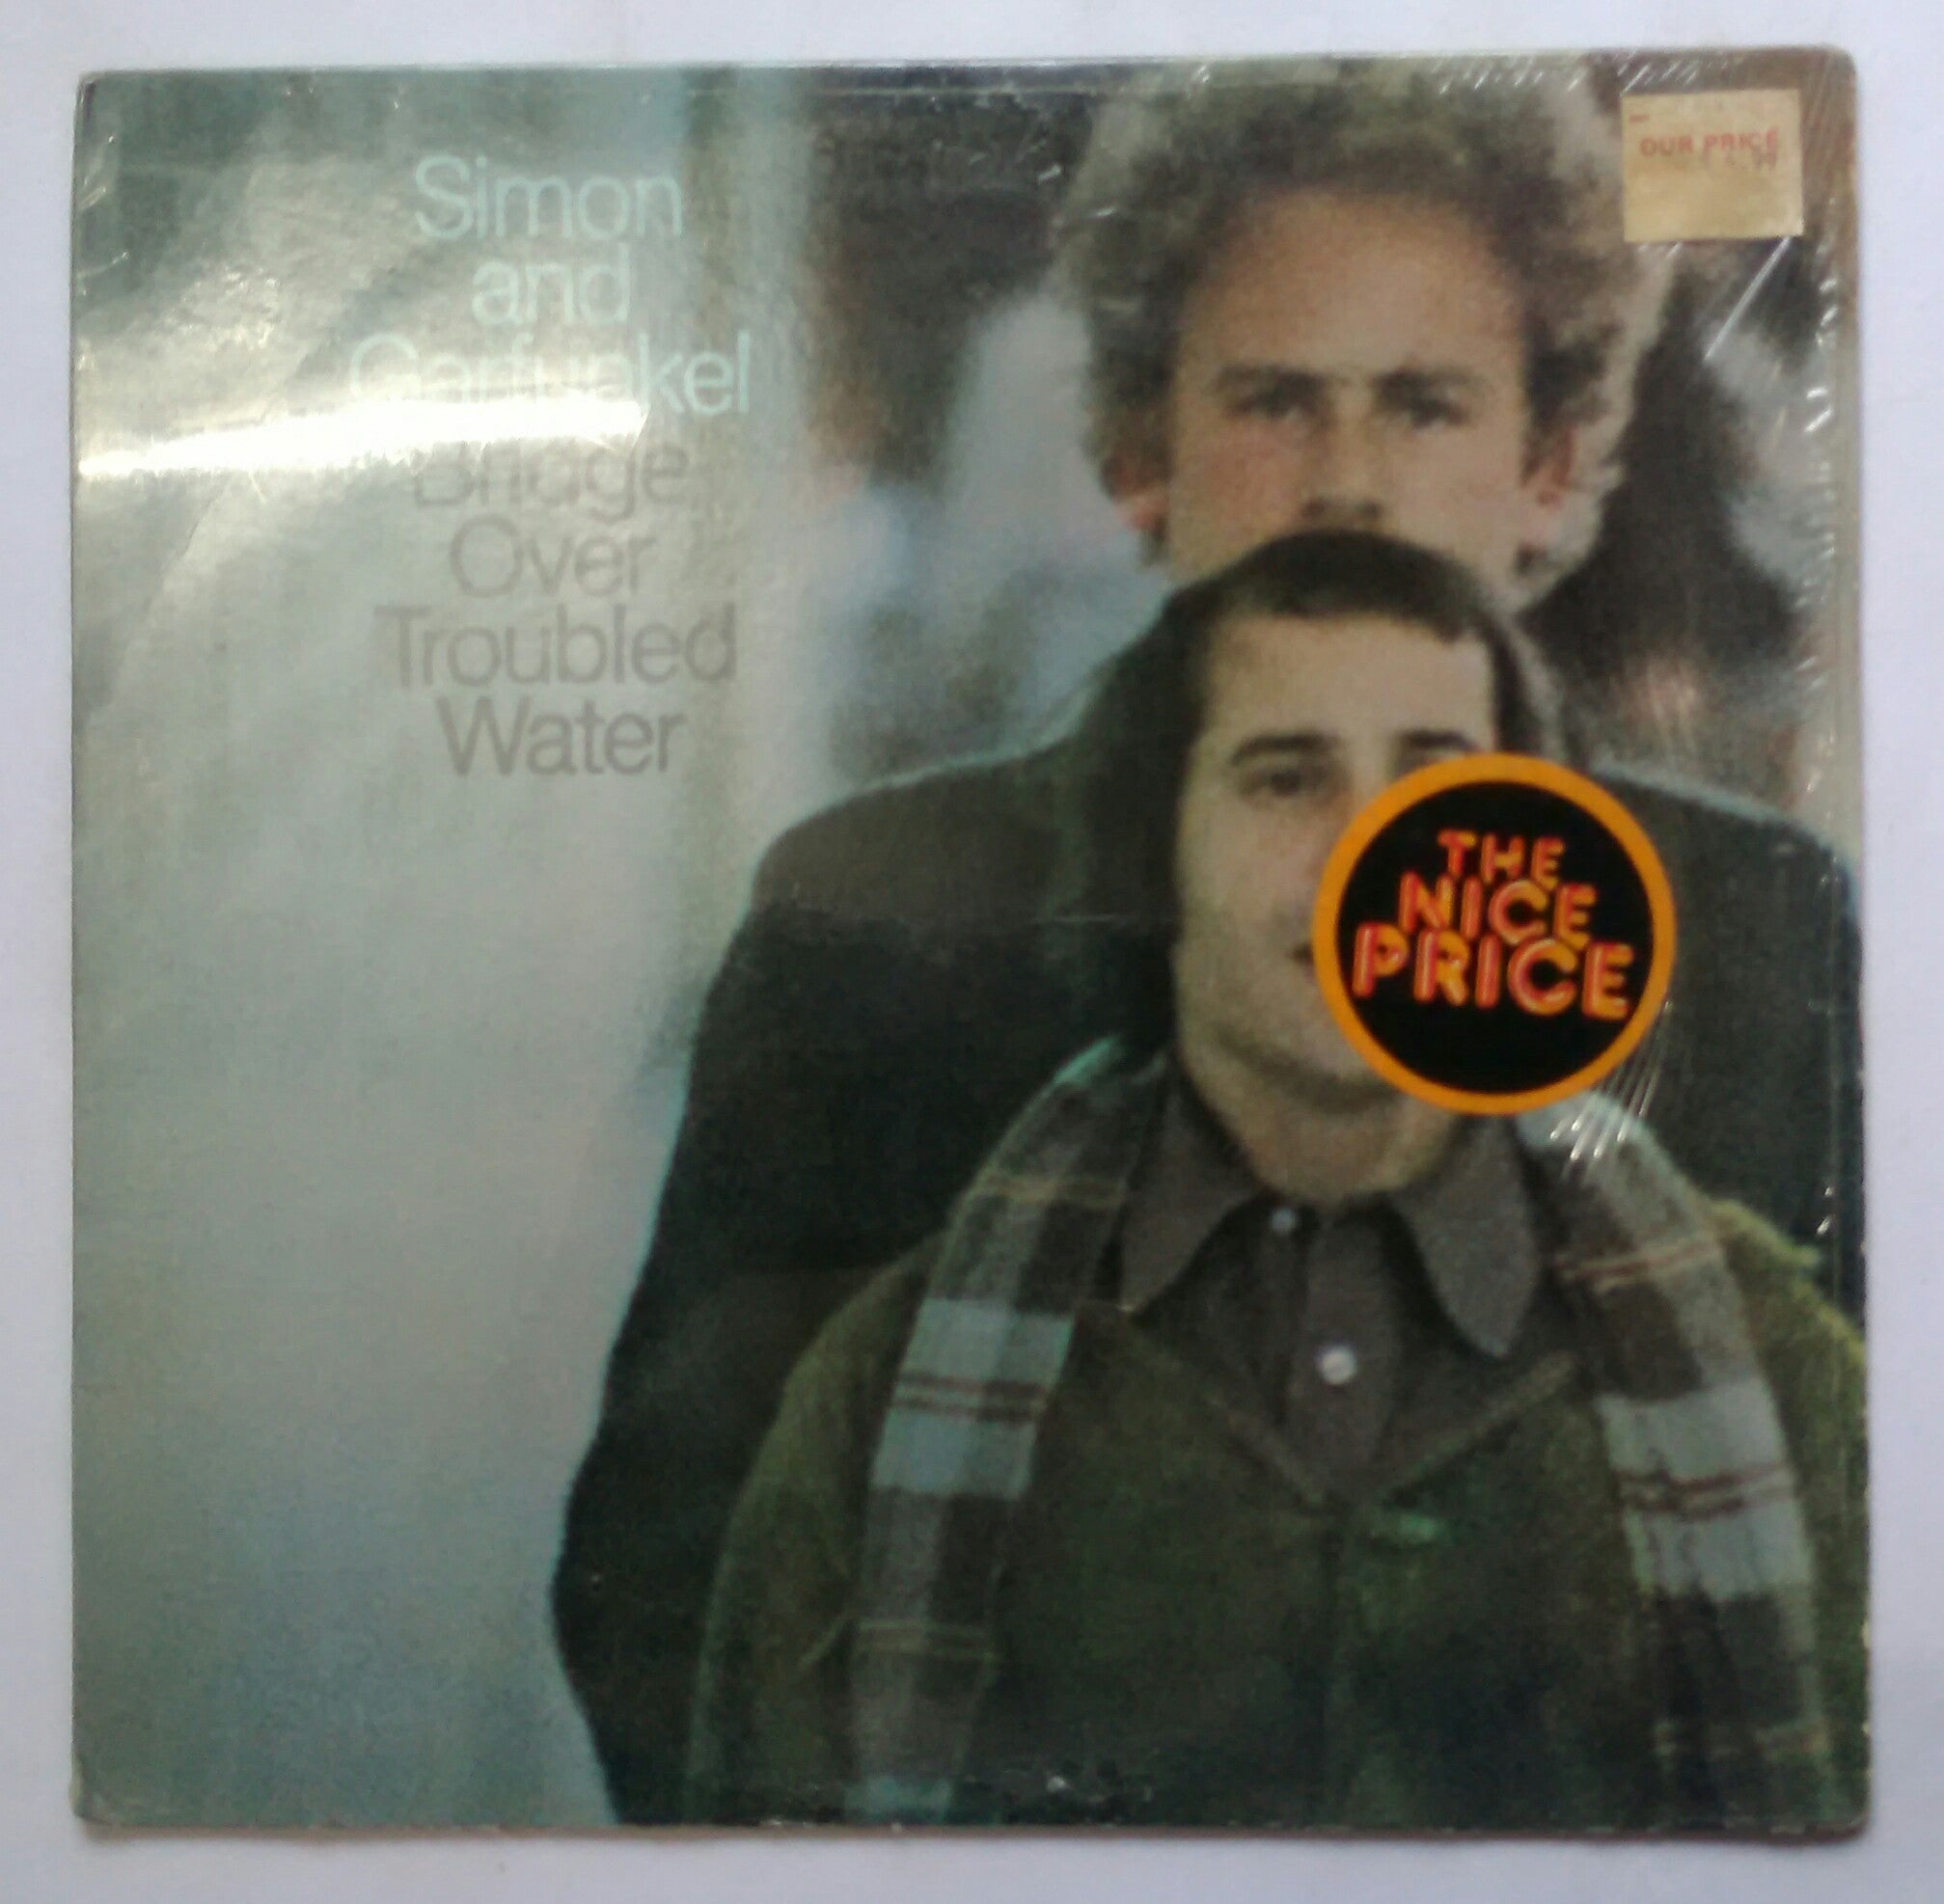 Simon
and
Garfunkel
Bridge
Over
Troubled
Water
OUR PRICE
THE
NICE
PRICE